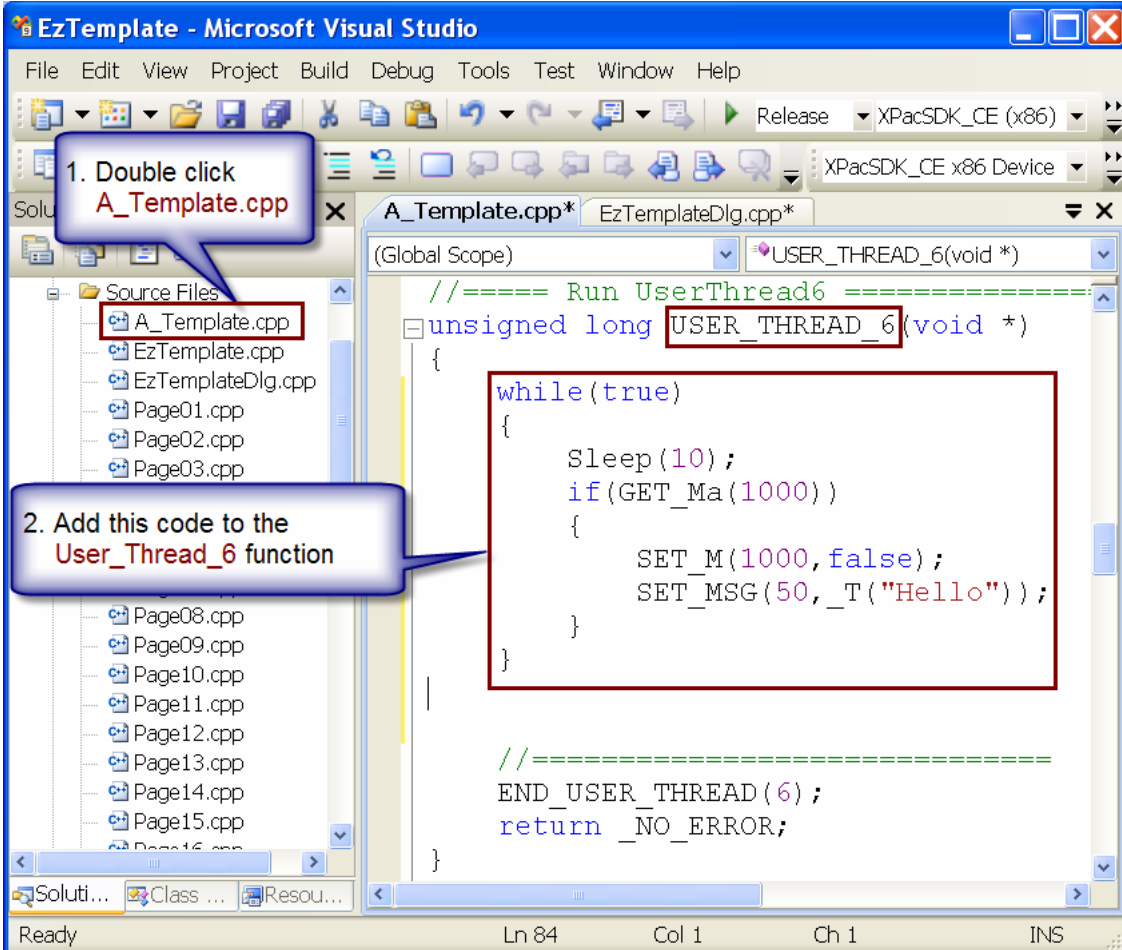 EzTemplate - Microsoft Visual Studio
File Edit View Project Build Debug Tools Test Window Help
Release XPacSDK_CE (x86)
XPacSDK_CE x86 Device
1. Double click
A_Template.cpp
Solu
A_Template.cpp* EzTemplateDlg.cpp*
(Global Scope) USER_THREAD_6(void *)
Source Files
A_Template.cpp
EzTemplate.cpp
EzTemplateDlg.cpp
Page01.cpp
Page02.cpp
Page03.cpp
2. Add this code to the
User_Thread_6 function
Page08.cpp
Page09.cpp
Page10.cpp
Page11.cpp
Page12.cpp
Page13.cpp
Page14.cpp
Page15.cpp
Page16.cpp
//===== Run UserThread6 ==============
unsigned long USER_THREAD_6(void *)
{
while(true)
{
Sleep(10);
if(GET_Ma(1000))
{
SET_M(1000,false);
SET_MSG(50,_T("Hello"));
}
}
//==============================
END_USER_THREAD(6);
return _NO_ERROR;
}
Soluti... Class ... Resou...
Ready Ln 84 Col 1 Ch 1 INS